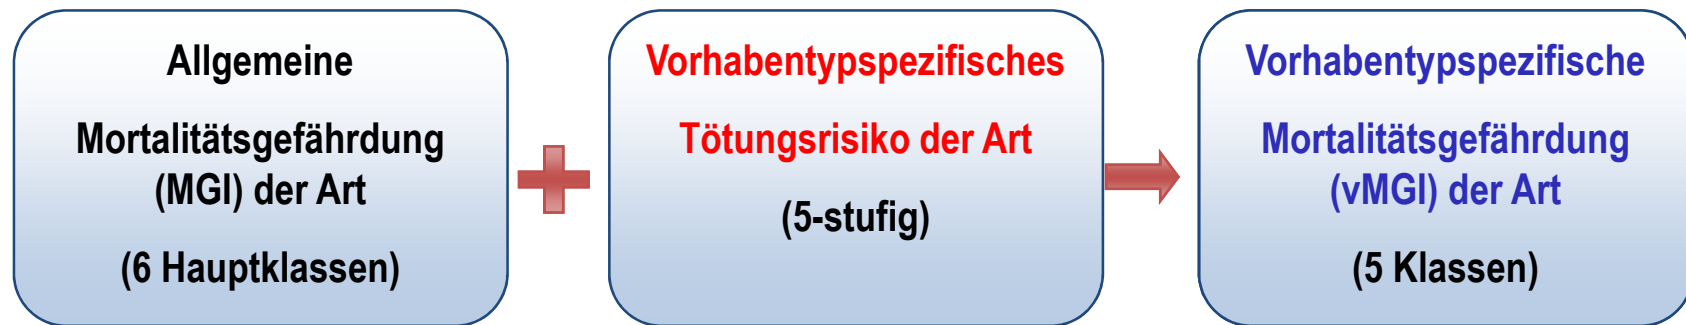 Allgemeine
Mortalitätsgefährdung
(MGI) der Art
(6 Hauptklassen)
Vorhabentypspezifisches
Tötungsrisiko der Art
(5-stufig)
Vorhabentypspezifische
Mortalitätsgefährdung
(vMGI) der Art
(5 Klassen)